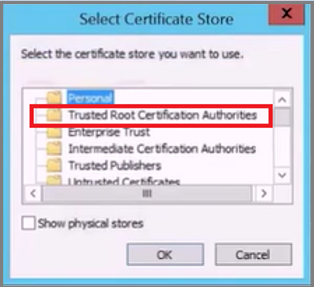 Select Certificate Store
X
Select the certificate store you want to use.
Personal
Trusted Root Certification Authorities
Enterprise Trust
Intermediate Certification Authorities
Trusted Publishers
Untrusted Certificates
Show physical stores
OK
Cancel